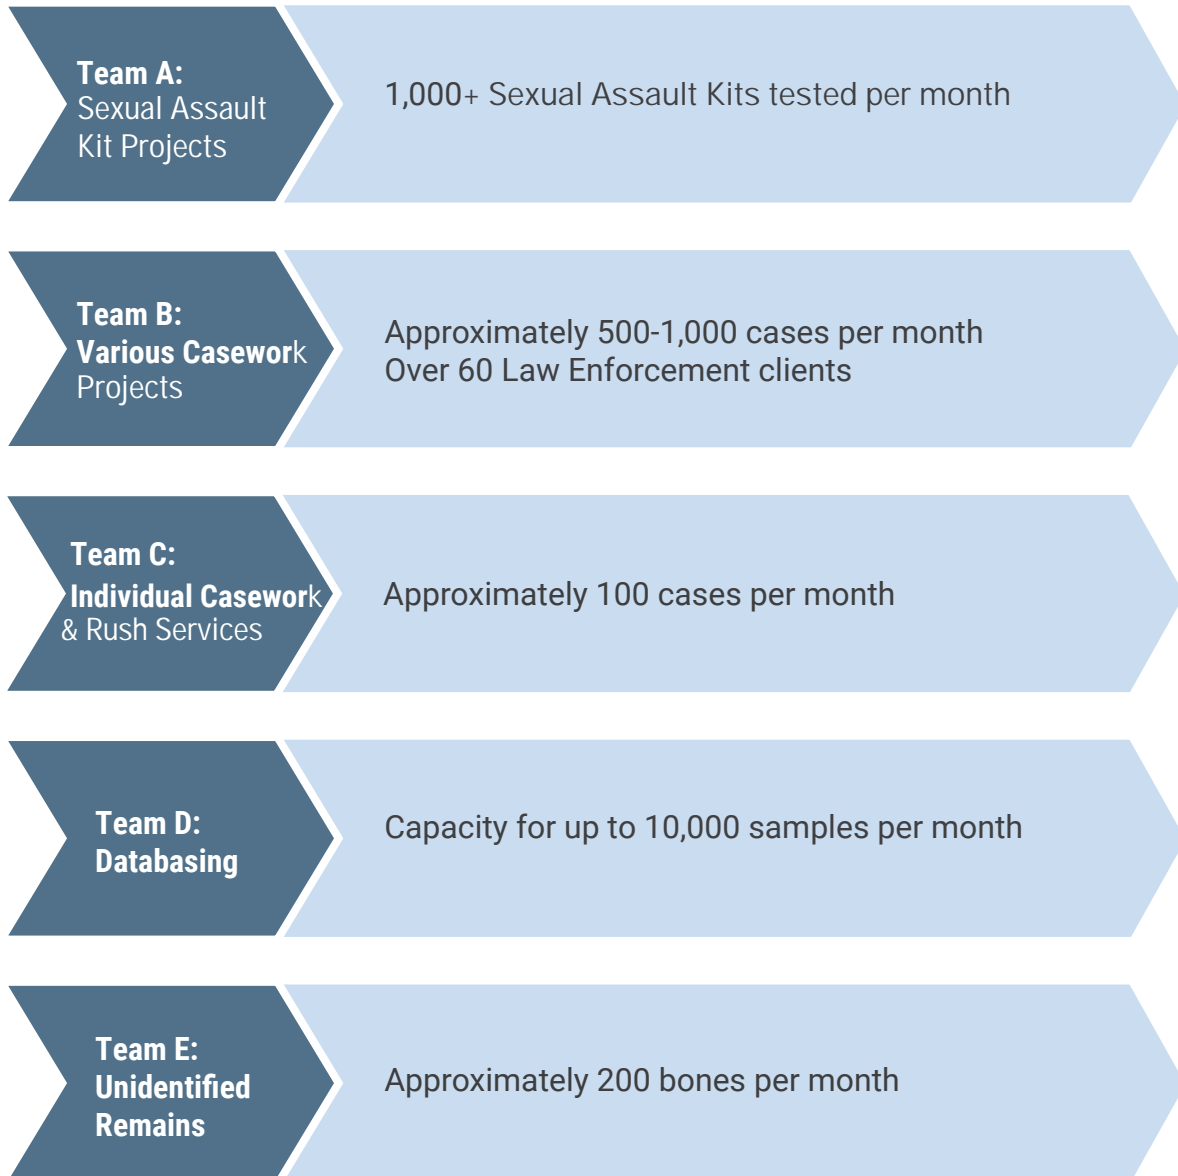 Team A:
Sexual Assault
Kit Projects
1,000+ Sexual Assault Kits tested per month
Team B:
Various Casework
Projects
Approximately 500-1,000 cases per month
Over 60 Law Enforcement clients
Team C:
Individual Casework
& Rush Services
Approximately 100 cases per month
Team D:
Databasing
Capacity for up to 10,000 samples per month
Team E:
Unidentified
Remains
Approximately 200 bones per month